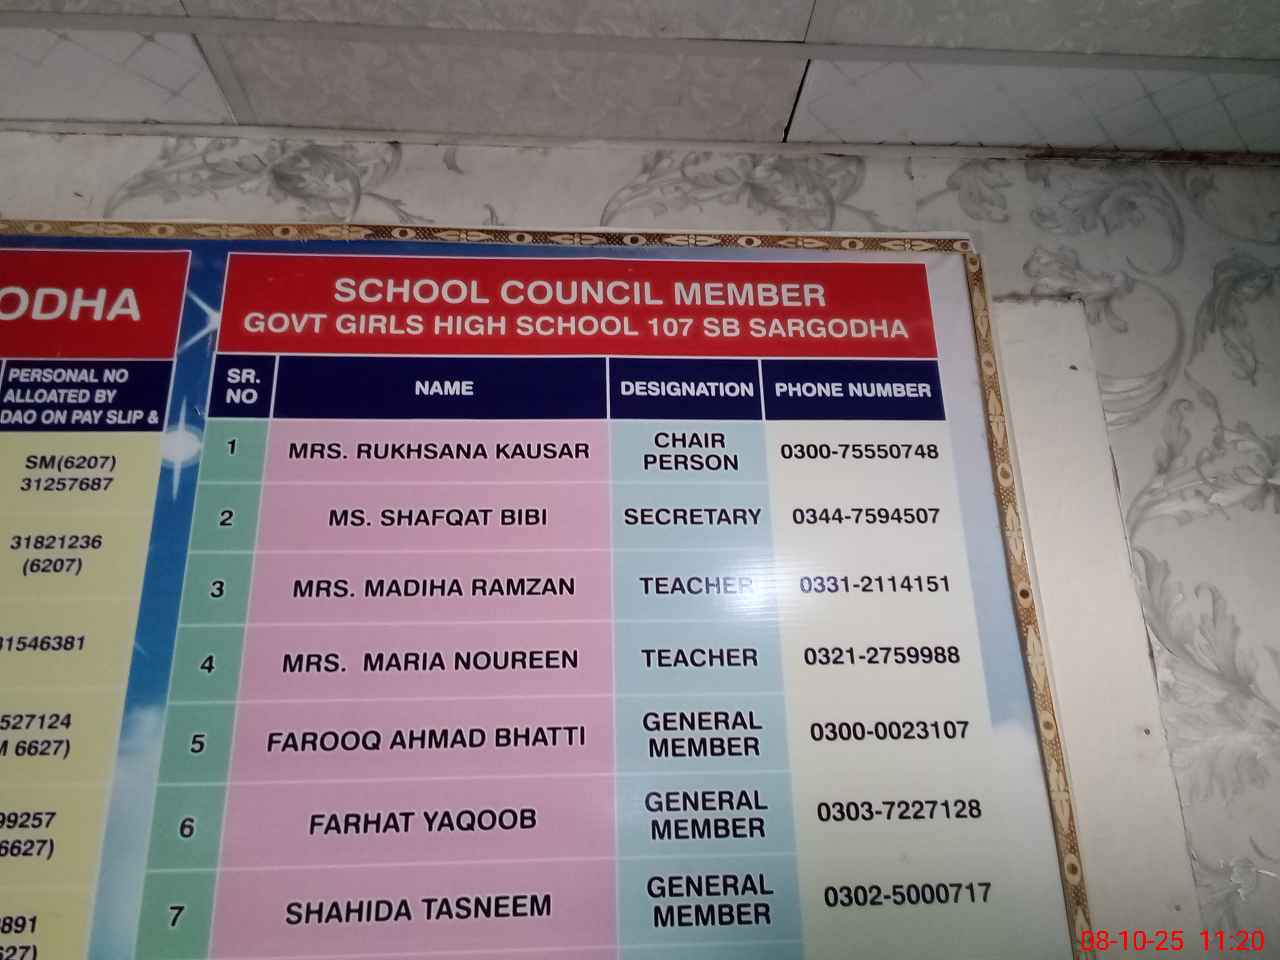 ODHA
PERSONAL NO
ALLOATED BY
DAO ON PAY SLIP &
SM(6207)
31257687
31821236
(6207)
31546381
527124
6627)
99257
6627)
891
SCHOOL COUNCIL MEMBER
GOVT GIRLS HIGH SCHOOL 107 SB SARGODHA
SR. NO NAME DESIGNATION PHONE NUMBER
1 MRS. RUKHSANA KAUSAR CHAIR PERSON 0300-75550748
2 MS. SHAFQAT BIBI SECRETARY 0344-7594507
3 MRS. MADIHA RAMZAN TEACHER 0331-2114151
4 MRS. MARIA NOUREEN TEACHER 0321-2759988
5 FAROOQ AHMAD BHATTI GENERAL MEMBER 0300-0023107
6 FARHAT YAQOOB GENERAL MEMBER 0303-7227128
7 SHAHIDA TASNEEM GENERAL MEMBER 0302-5000717
08-10-25 11:20